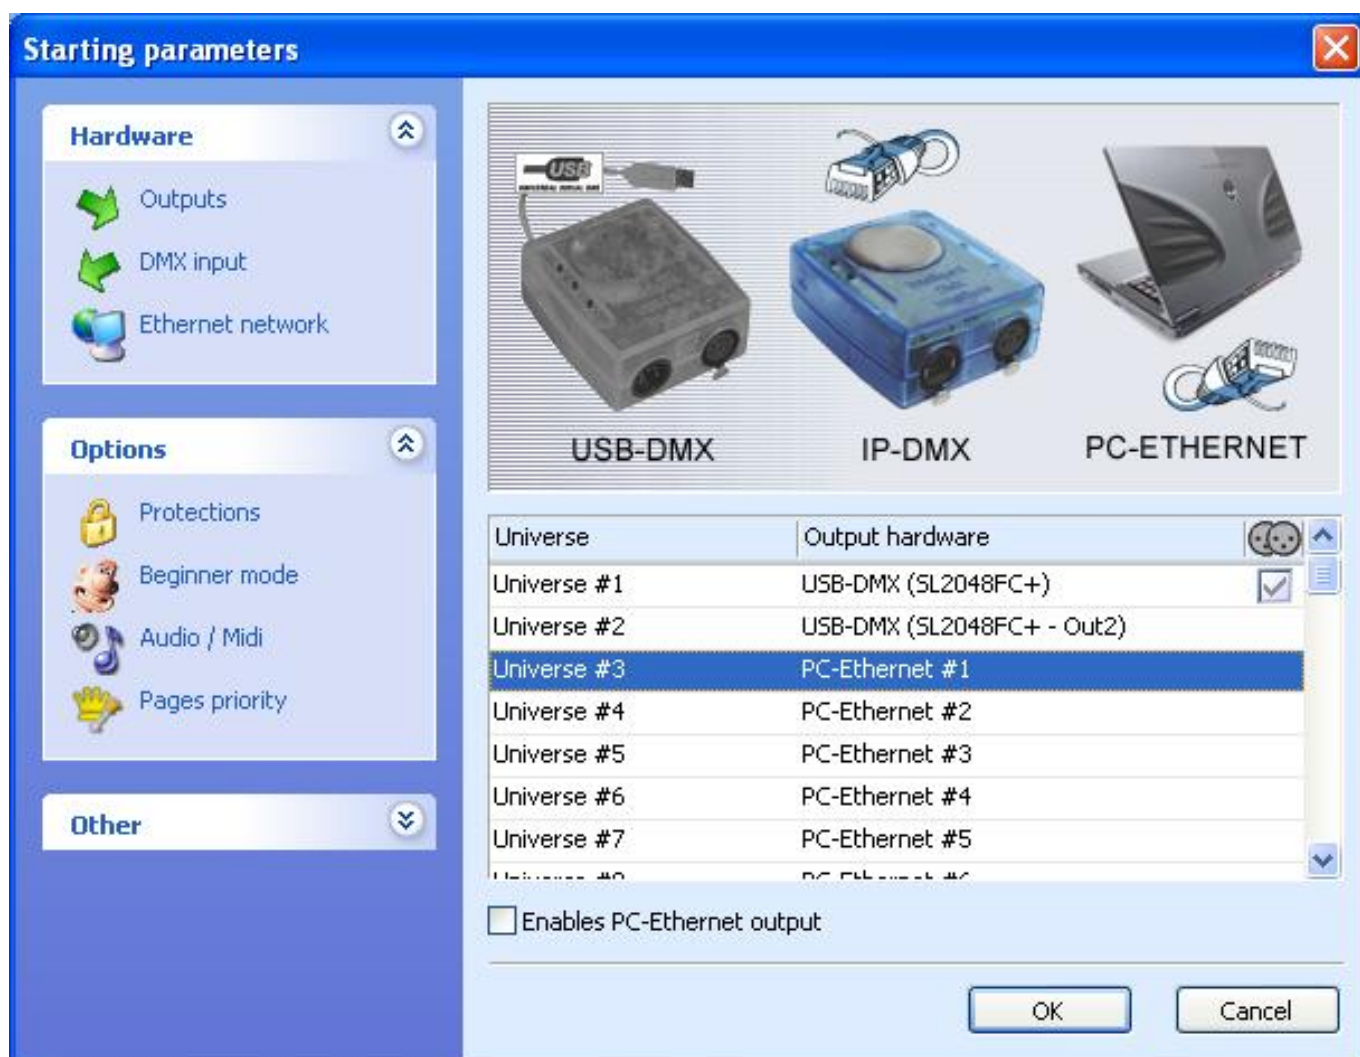 Starting parameters
Hardware
Outputs
DMX input
Ethernet network
Options
Protections
Beginner mode
Audio / Midi
Pages priority
Other
USB
USB-DMX
IP-DMX
PC-ETHERNET
Universe Output hardware
Universe #1 USB-DMX (SL2048FC+)
Universe #2 USB-DMX (SL2048FC+ - Out2)
Universe #3 PC-Ethernet #1
Universe #4 PC-Ethernet #2
Universe #5 PC-Ethernet #3
Universe #6 PC-Ethernet #4
Universe #7 PC-Ethernet #5
Enables PC-Ethernet output
OK
Cancel